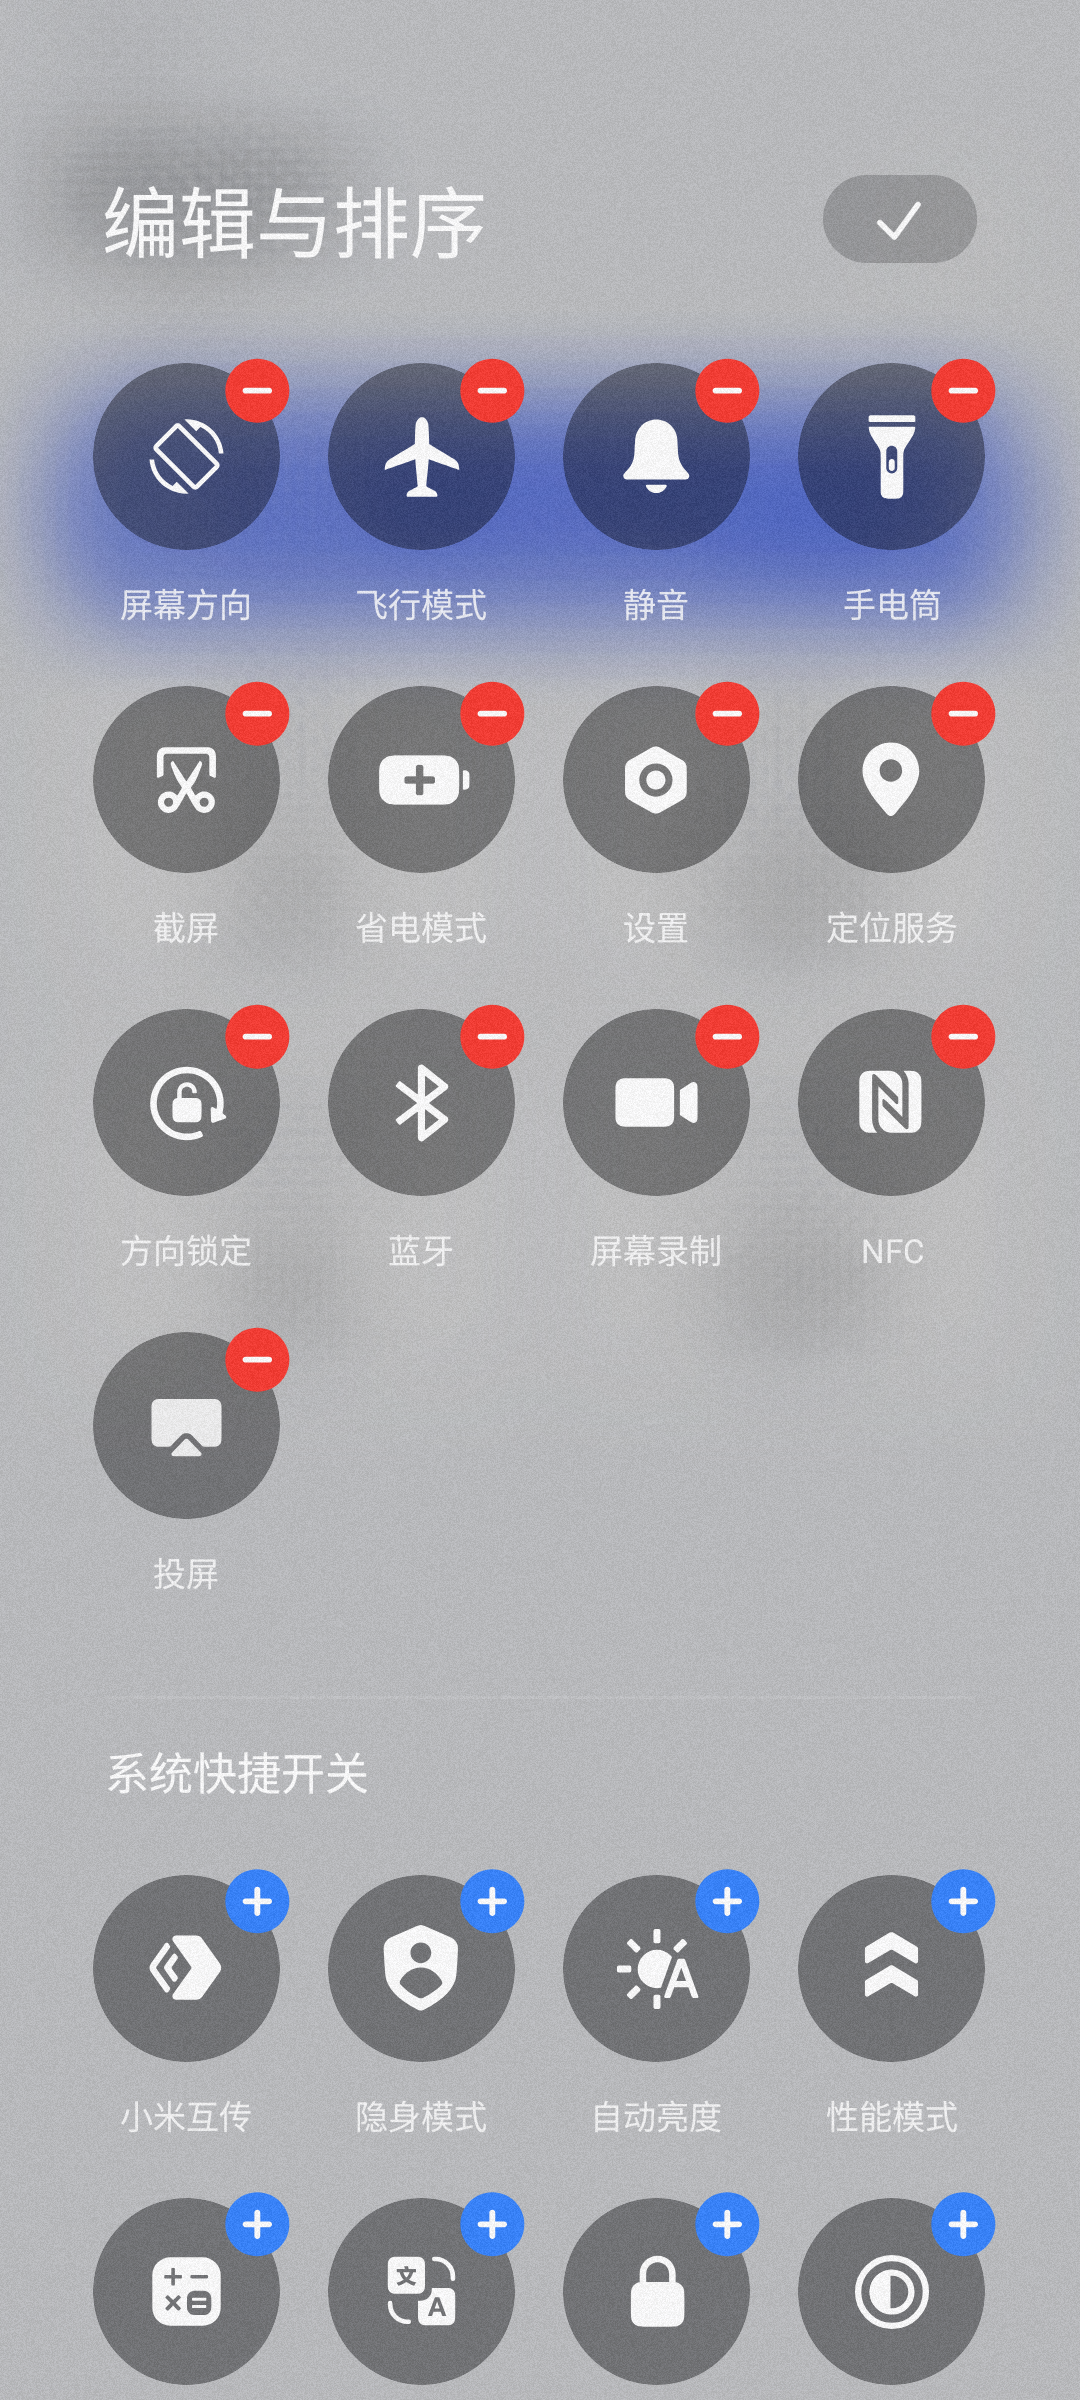 编辑与排序
屏幕方向 飞行模式 静音 手电筒
截屏 省电模式 设置 定位服务
方向锁定 蓝牙 屏幕录制 NFC
投屏
系统快捷开关
A
小米互传 隐身模式 自动亮度 性能模式
文
A